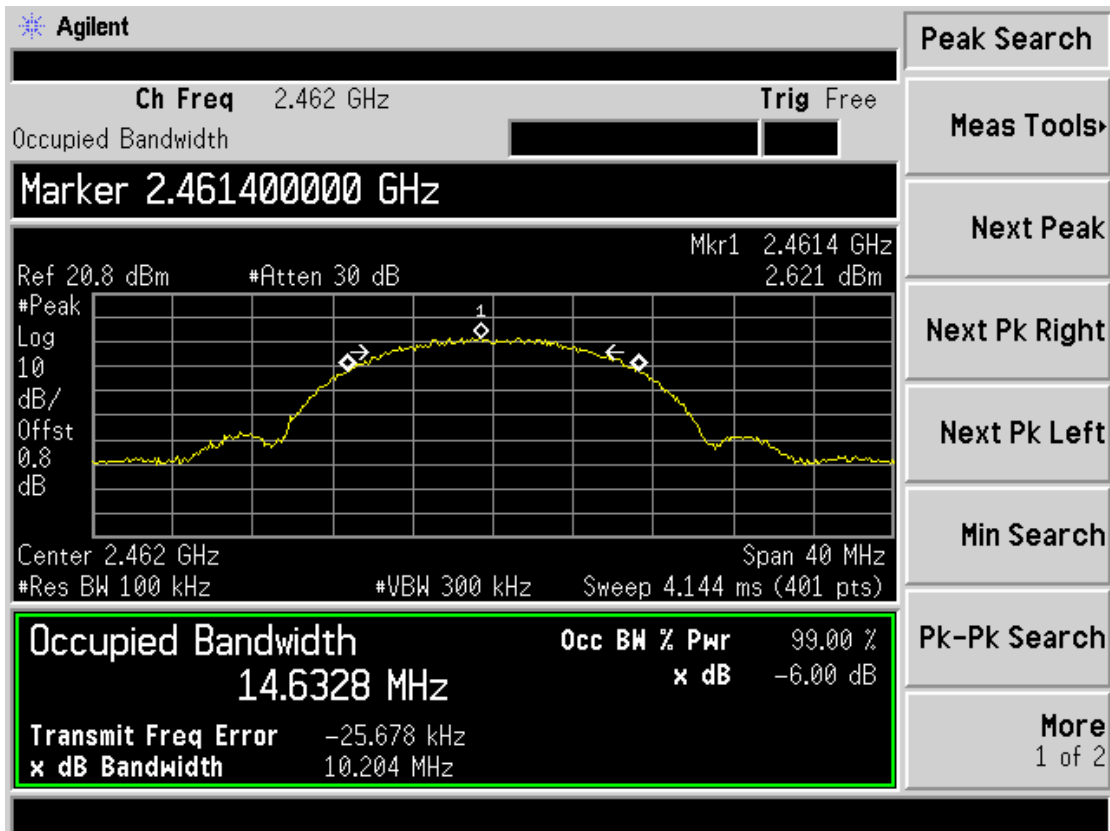 Agilent
Peak Search
Ch Freq 2.462 GHz Trig Free
Occupied Bandwidth
Meas Tools
Marker 2.461400000 GHz
Next Peak
Mkr1 2.4614 GHz
Ref 20.8 dBm #Atten 30 dB 2.621 dBm
#Peak
1
Log
10
dB/
Offst
0.8
dB
Next Pk Right
Next Pk Left
Center 2.462 GHz Span 40 MHz
#Res BW 100 kHz #VBW 300 kHz Sweep 4.144 ms (401 pts)
Min Search
Occupied Bandwidth Occ BW % Pwr 99.00 %
14.6328 MHz x dB -6.00 dB
Pk-Pk Search
Transmit Freq Error -25.678 kHz
x dB Bandwidth 10.204 MHz
More
1 of 2